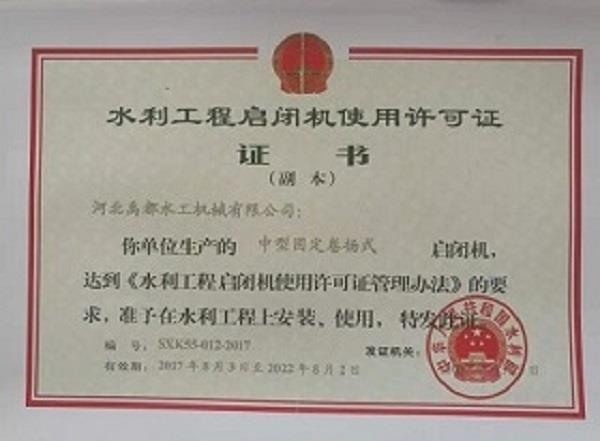 水利工程启闭机使用许可证
证 书
（副 本）
河北禹都水工机械有限公司：
你单位生产的 中型固定卷扬式 启闭机，
达到《水利工程启闭机使用许可证管理办法》的要
求，准予在水利工程上安装、使用，特发此证。
编 号： SXK55-012-2017
发证机关：
有效期： 2017年8月3日至2022年8月2日